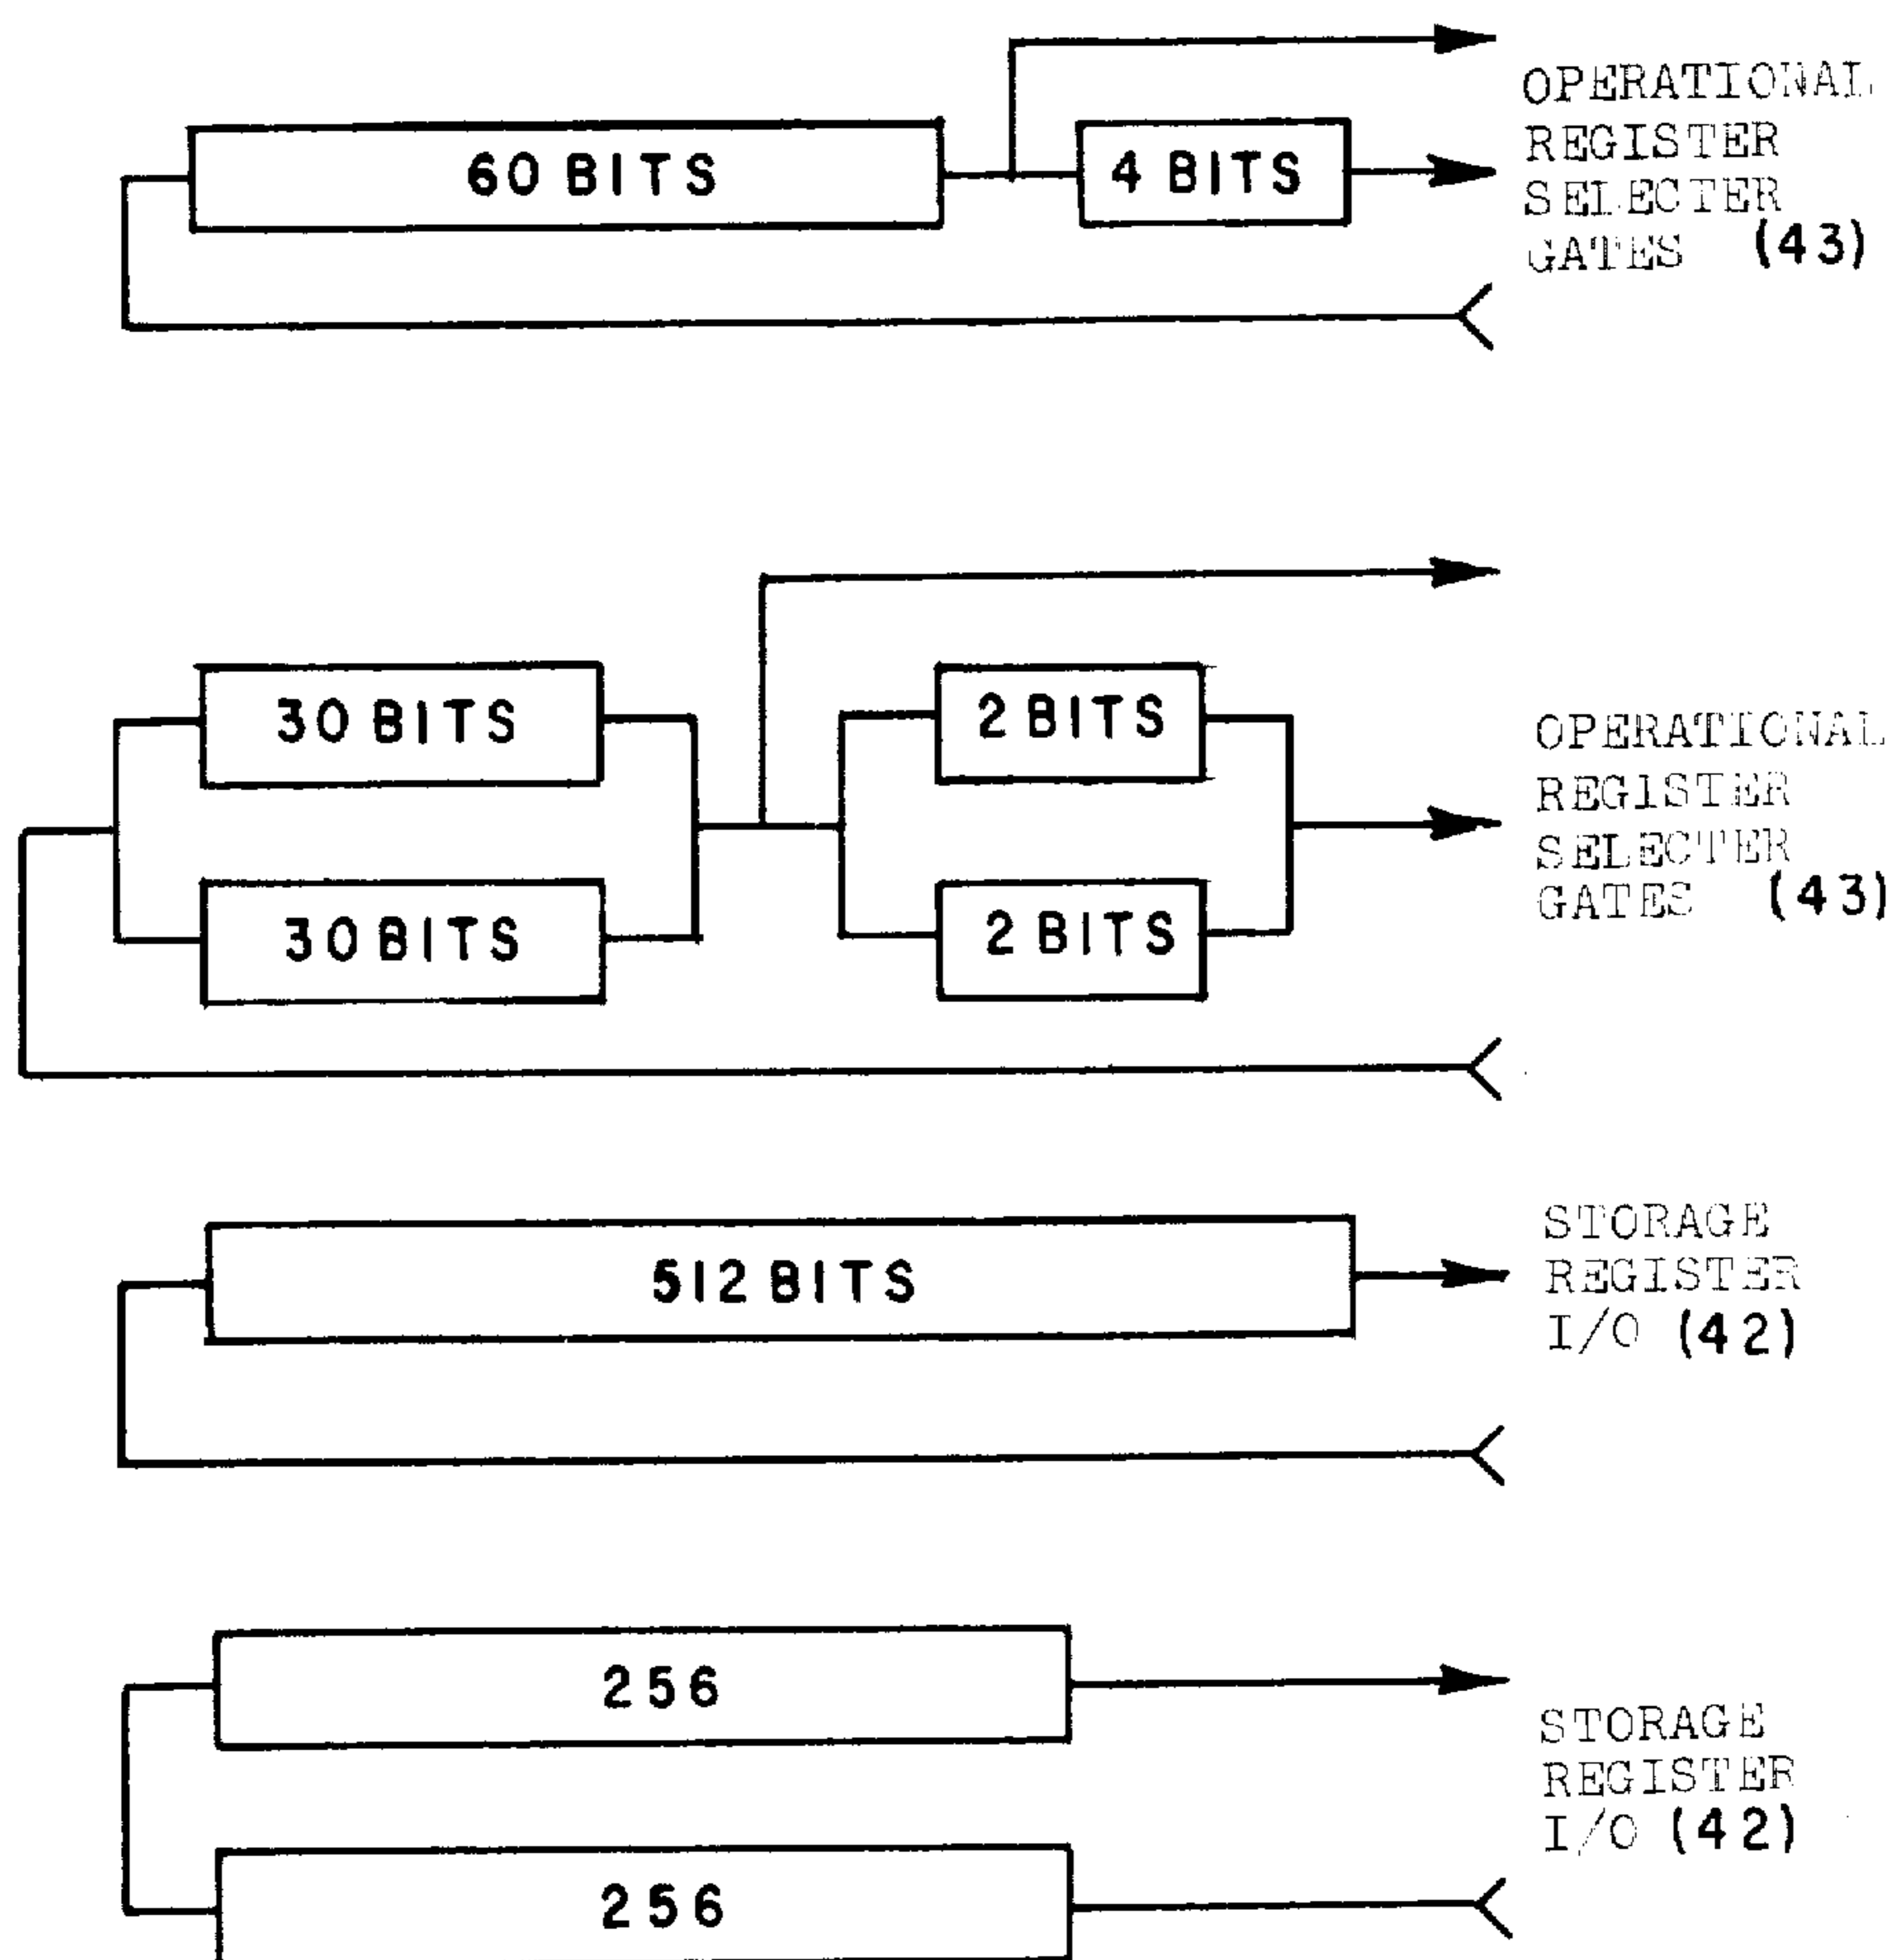 60 BITS
4 BITS
OPERATIONAL
REGISTER
SELECTER
GATES (43)
30 BITS
2 BITS
30 BITS
2 BITS
OPERATIONAL
REGISTER
SELECTER
GATES (43)
512 BITS
STORAGE
REGISTER
I/O (42)
256
STORAGE
REGISTER
I/O (42)
256